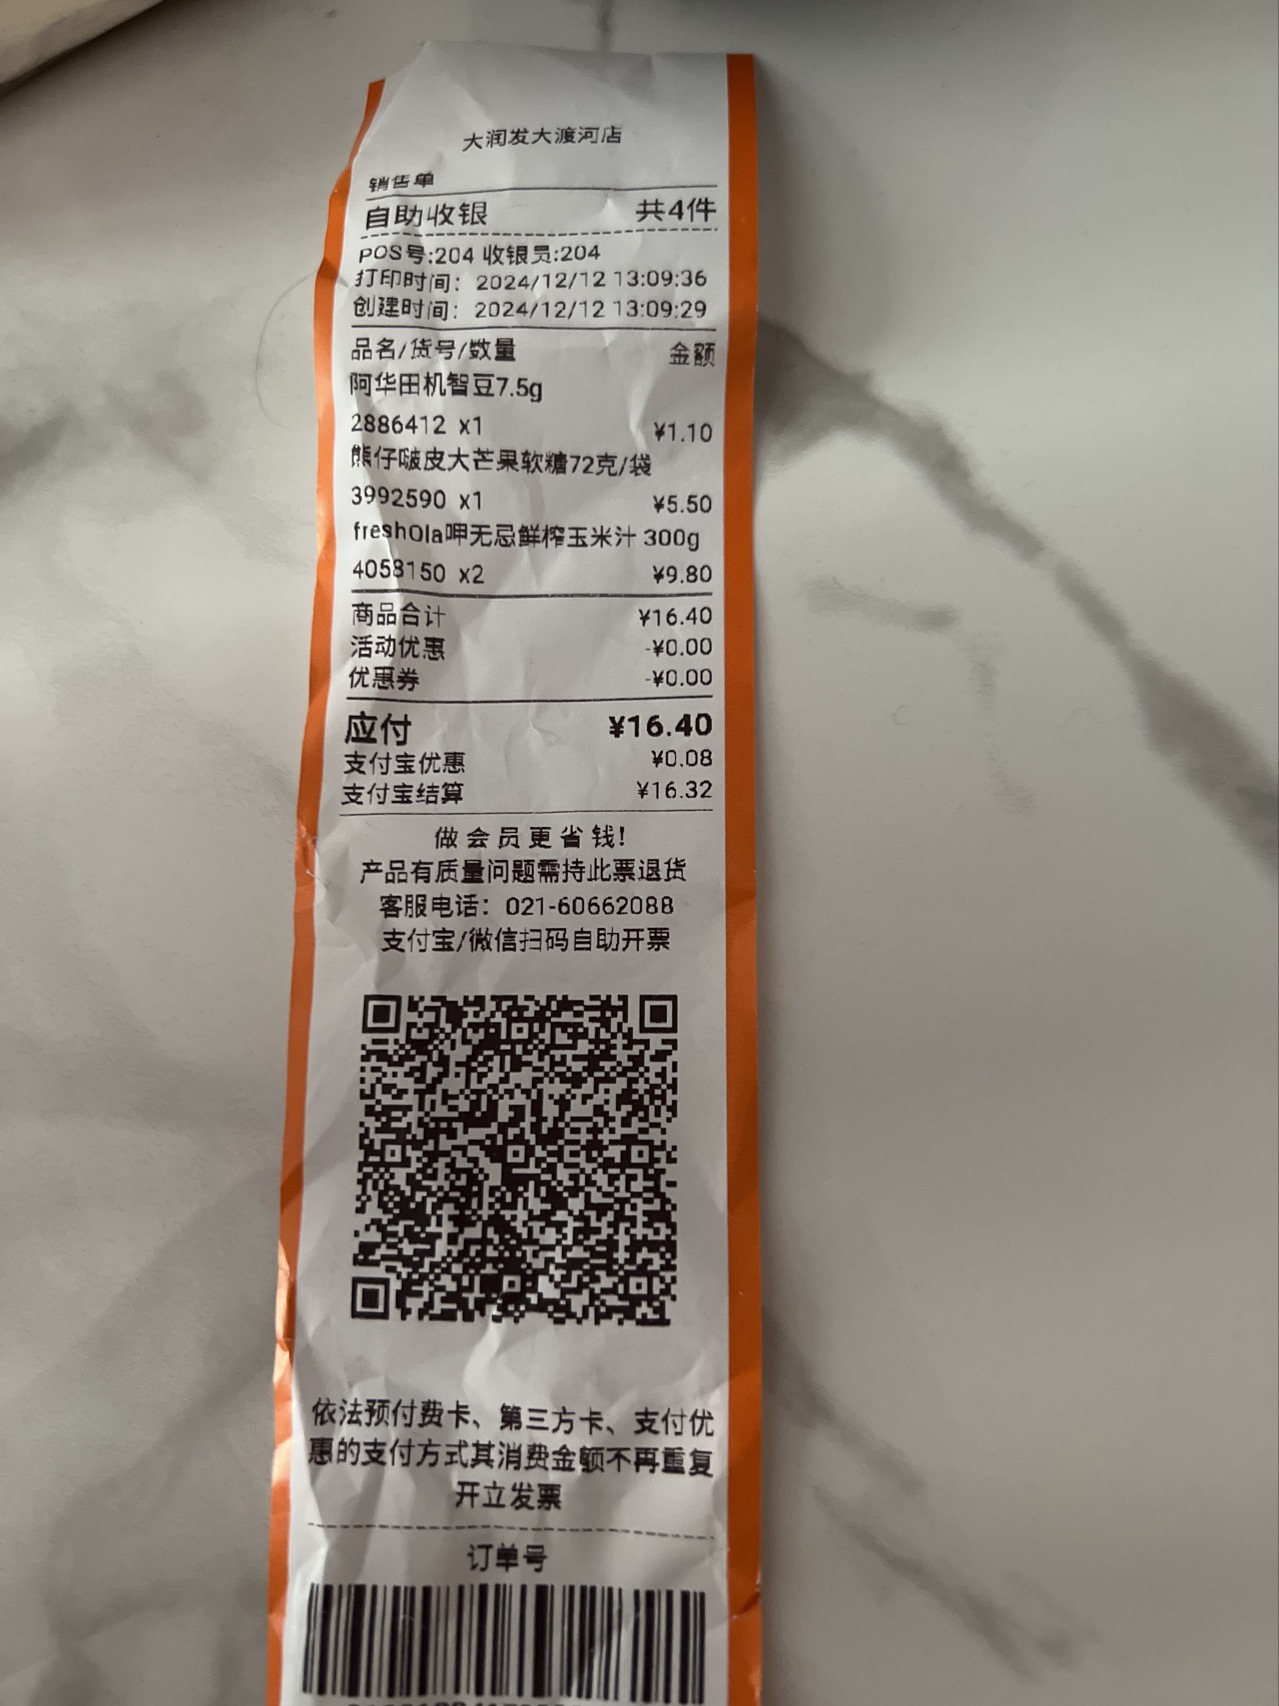 大润发大渡河店
销售单
自助收银 共4件
POS号:204 收银员:204
打印时间: 2024/12/12 13:09:36
创建时间: 2024/12/12 13:09:29
品名/货号/数量 金额
阿华田机智豆7.5g
2886412 x1 ¥1.10
熊仔啵皮大芒果软糖72克/袋
3992590 x1 ¥5.50
freshOla呷无忌鲜榨玉米汁 300g
4058150 x2 ¥9.80
商品合计 ¥16.40
活动优惠 -¥0.00
优惠券 -¥0.00
应付 ¥16.40
支付宝优惠 ¥0.08
支付宝结算 ¥16.32
做会员更省钱!
产品有质量问题需持此票退货
客服电话: 021-60662088
支付宝/微信扫码自助开票
依法预付费卡、第三方卡、支付优
惠的支付方式其消费金额不再重复
开立发票
订单号